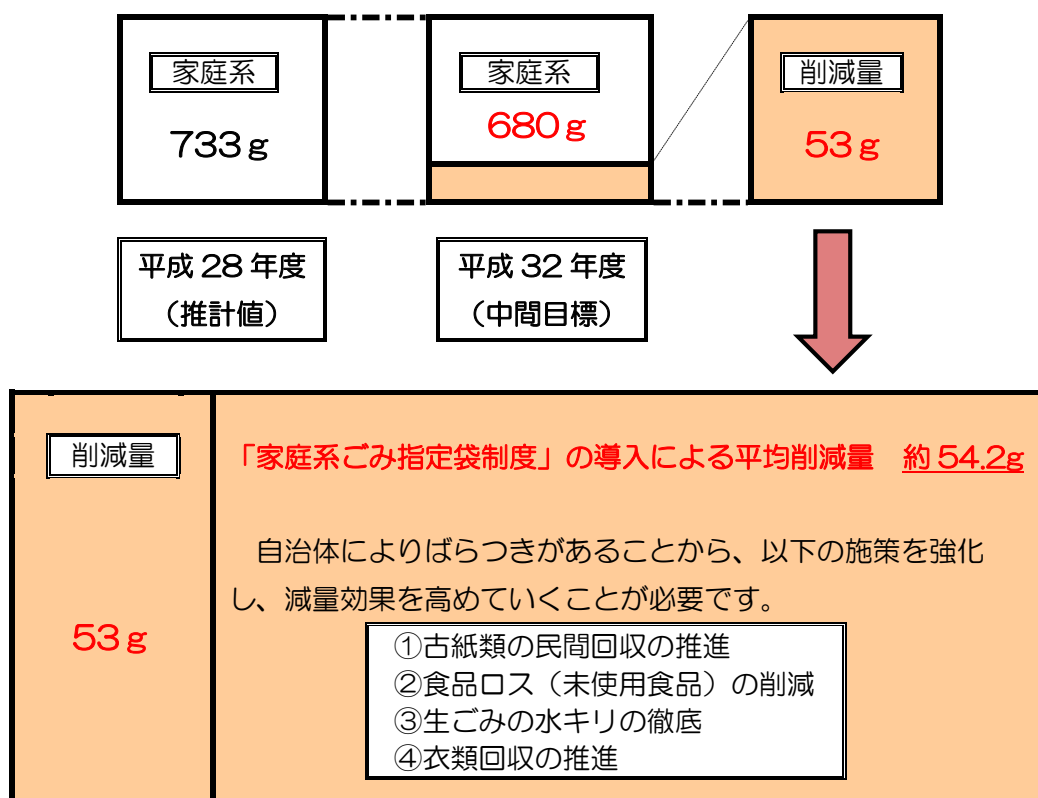 家庭系
733g
家庭系
680g
削減量
53g
平成 28 年度
（推計値）
平成 32 年度
（中間目標）
削減量
53g
「家庭系ごみ指定袋制度」の導入による平均削減量　約 54.2g
自治体によりばらつきがあることから、以下の施策を強化
し、減量効果を高めていくことが必要です。
①古紙類の民間回収の推進
②食品ロス（未使用食品）の削減
③生ごみの水キリの徹底
④衣類回収の推進